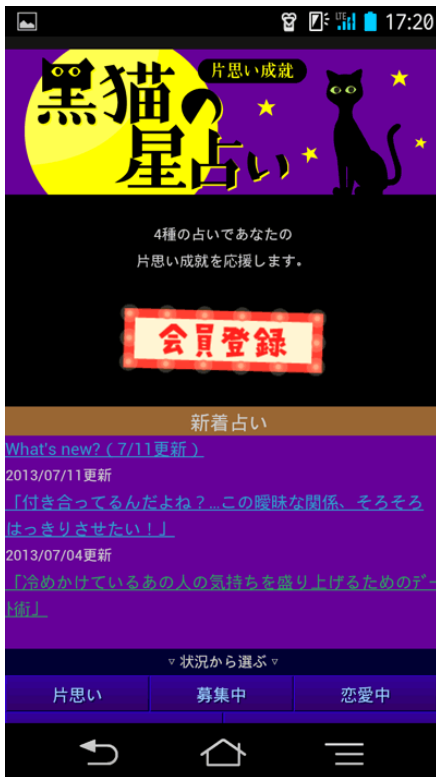 LTE 17:20
片思い成就
黒猫の
星占い
4種の占いであなたの
片思い成就を応援します。
会員登録
新着占い
What's new?(7/11更新)
2013/07/11更新
「付き合ってるんだよね?…この曖昧な関係、そろそろ
はっきりさせたい!」
2013/07/04更新
「冷めかけているあの人の気持ちを盛り上げるためのデー
ト術」
▽状況から選ぶ▽
片思い 募集中 恋愛中